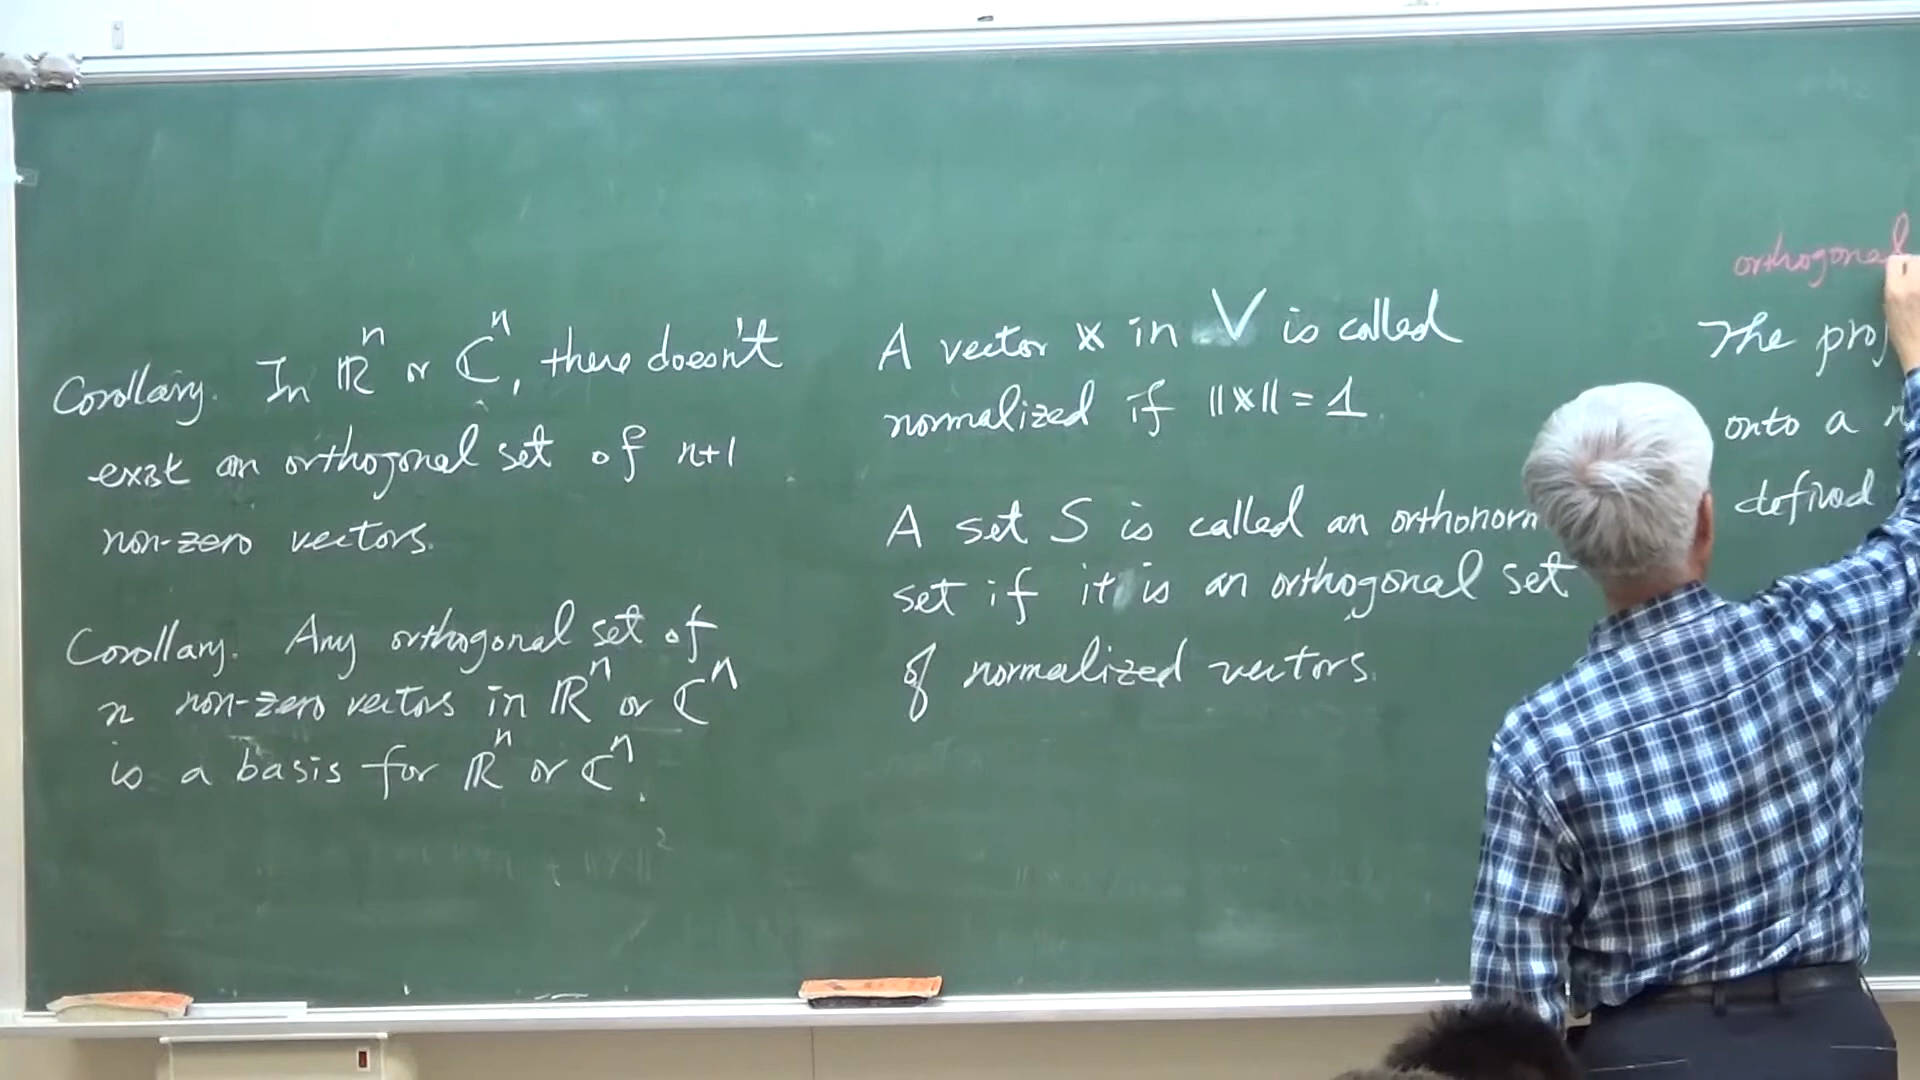 Corollary. In ℝⁿ or ℂⁿ, there doesn't
exist an orthogonal set of n+1
non-zero vectors.
Corollary. Any orthogonal set of
n non-zero vectors in ℝⁿ or ℂⁿ
is a basis for ℝⁿ or ℂⁿ.
A vector 𝕩 in V is called
normalized if ||𝕩|| = 1
A set S is called an orthonorm
set if it is an orthogonal set
of normalized vectors.
orthogonal
The proj
onto a n
defined